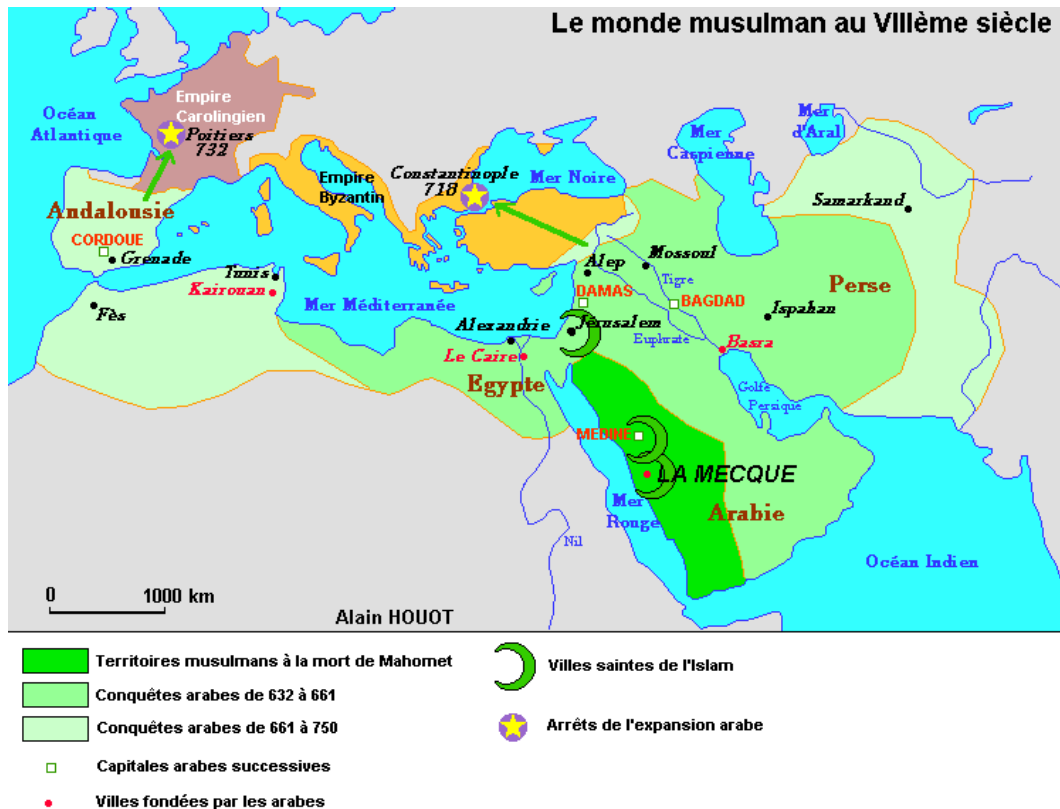 Le monde musulman au VIIIème siècle
Océan
Atlantique
Empire
Carolingien
Poitiers
732
Mer
Caspienne
Mer
d'Aral
Constantinople
718
Mer Noire
Empire
Byzantin
Samarkand
Andalousie
CORDOUE
Grenade
Tunis
Kairouan
Fès
Mer Méditerranée
Alep
Mossoul
Tigre
DAMAS
BAGDAD
Perse
Ispahan
Alexandrie
Jérusalem
Euphrate
Basra
Le Caire
Egypte
Golfe
Persique
MEDINE
LA MECQUE
Mer
Rouge
Arabie
Nil
Océan Indien
0 1000 km
Alain HOUOT
Territoires musulmans à la mort de Mahomet
Villes saintes de l'Islam
Conquêtes arabes de 632 à 661
Conquêtes arabes de 661 à 750
Arrêts de l'expansion arabe
Capitales arabes successives
Villes fondées par les arabes